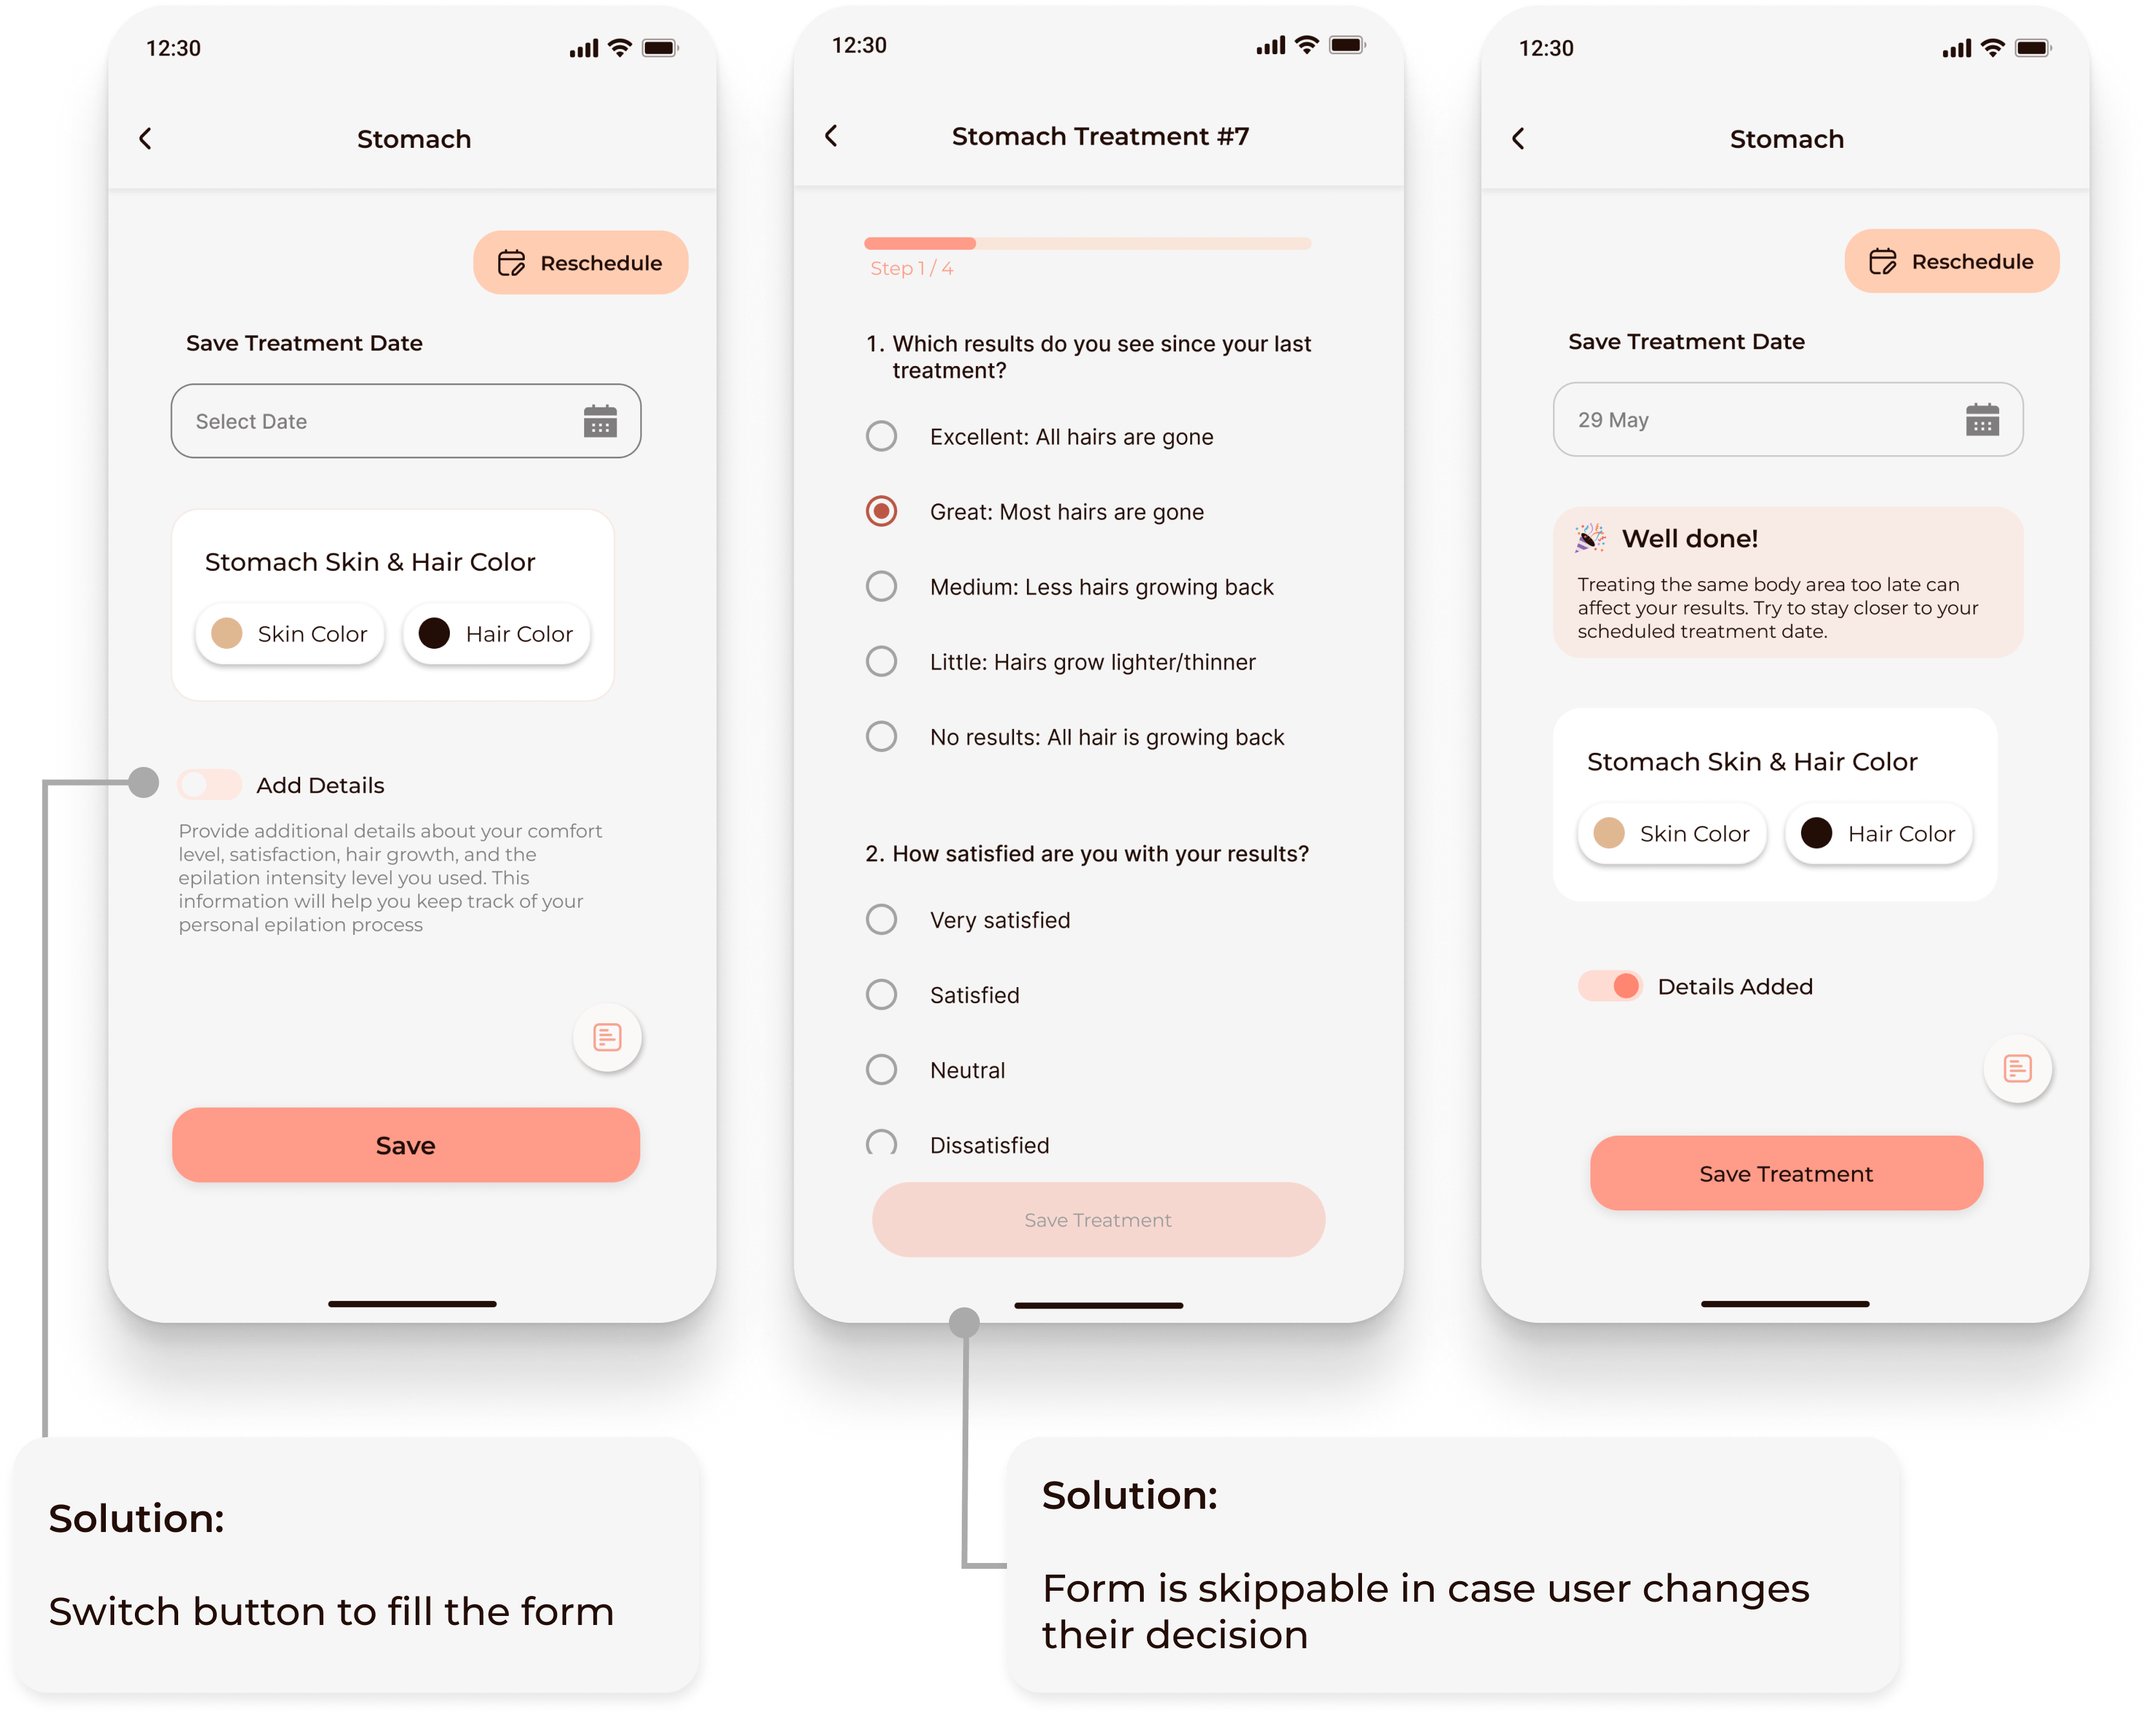 12:30
Stomach
Reschedule
Save Treatment Date
Select Date
Stomach Skin & Hair Color
Skin Color
Hair Color
Add Details
Provide additional details about your comfort
level, satisfaction, hair growth, and the
epilation intensity level you used. This
information will help you keep track of your
personal epilation process
Save
12:30
Stomach Treatment #7
Step 1 / 4
1. Which results do you see since your last
treatment?
Excellent: All hairs are gone
Great: Most hairs are gone
Medium: Less hairs growing back
Little: Hairs grow lighter/thinner
No results: All hair is growing back
2. How satisfied are you with your results?
Very satisfied
Satisfied
Neutral
Dissatisfied
Save Treatment
12:30
Stomach
Reschedule
Save Treatment Date
29 May
Well done!
Treating the same body area too late can
affect your results. Try to stay closer to your
scheduled treatment date.
Stomach Skin & Hair Color
Skin Color
Hair Color
Details Added
Save Treatment
Solution:
Switch button to fill the form
Solution:
Form is skippable in case user changes
their decision